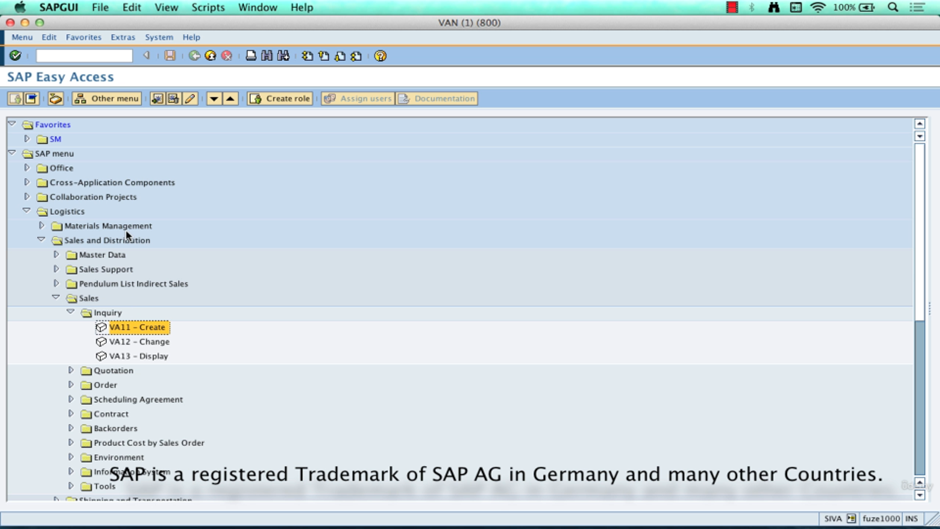 SAPGUI File Edit View Scripts Window Help 100%
VAN (1) (800)
Menu Edit Favorites Extras System Help
SAP Easy Access
Other menu Create role Assign users Documentation
Favorites
SM
SAP menu
Office
Cross-Application Components
Collaboration Projects
Logistics
Materials Management
Sales and Distribution
Master Data
Sales Support
Pendulum List Indirect Sales
Sales
Inquiry
VA11 - Create
VA12 - Change
VA13 - Display
Quotation
Order
Scheduling Agreement
Contract
Backorders
Product Cost by Sales Order
Environment
Information System
SAP is a registered Trademark of SAP AG in Germany and many other Countries.
Tools
Shipping and Transportation
SIVA fuze1000 INS